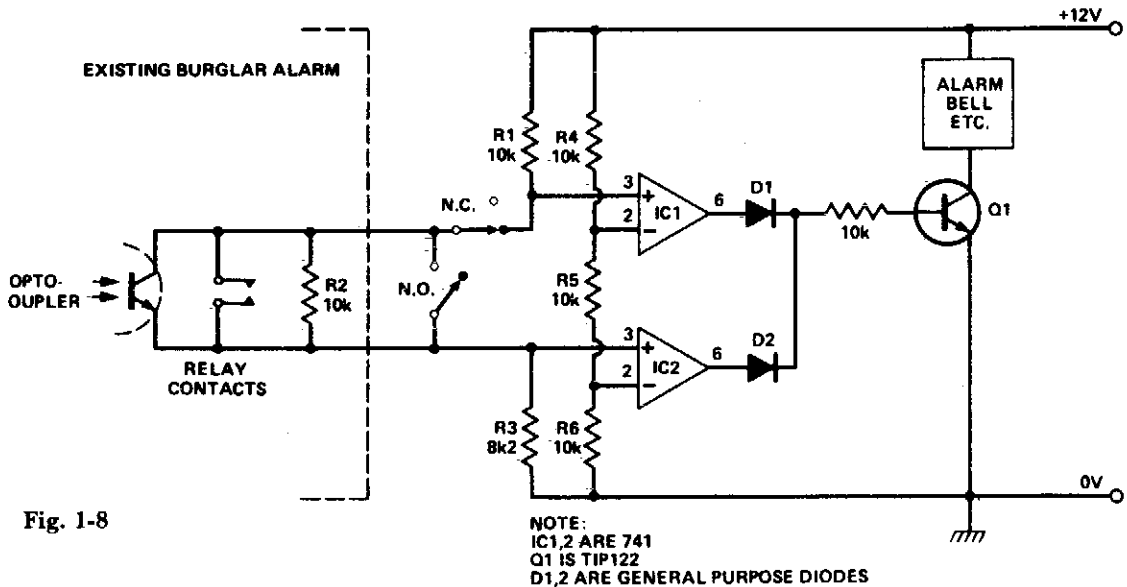 +12V
EXISTING BURGLAR ALARM
ALARM
BELL
ETC.
R1
10k
R4
10k
N.C.
3
2
IC1
6
D1
10k
Q1
OPTO-
OUPLER
R2
10k
N.O.
R5
10k
RELAY
CONTACTS
3
2
IC2
6
D2
R3
8k2
R6
10k
0V
Fig. 1-8
NOTE:
IC1,2 ARE 741
Q1 IS TIP122
D1,2 ARE GENERAL PURPOSE DIODES